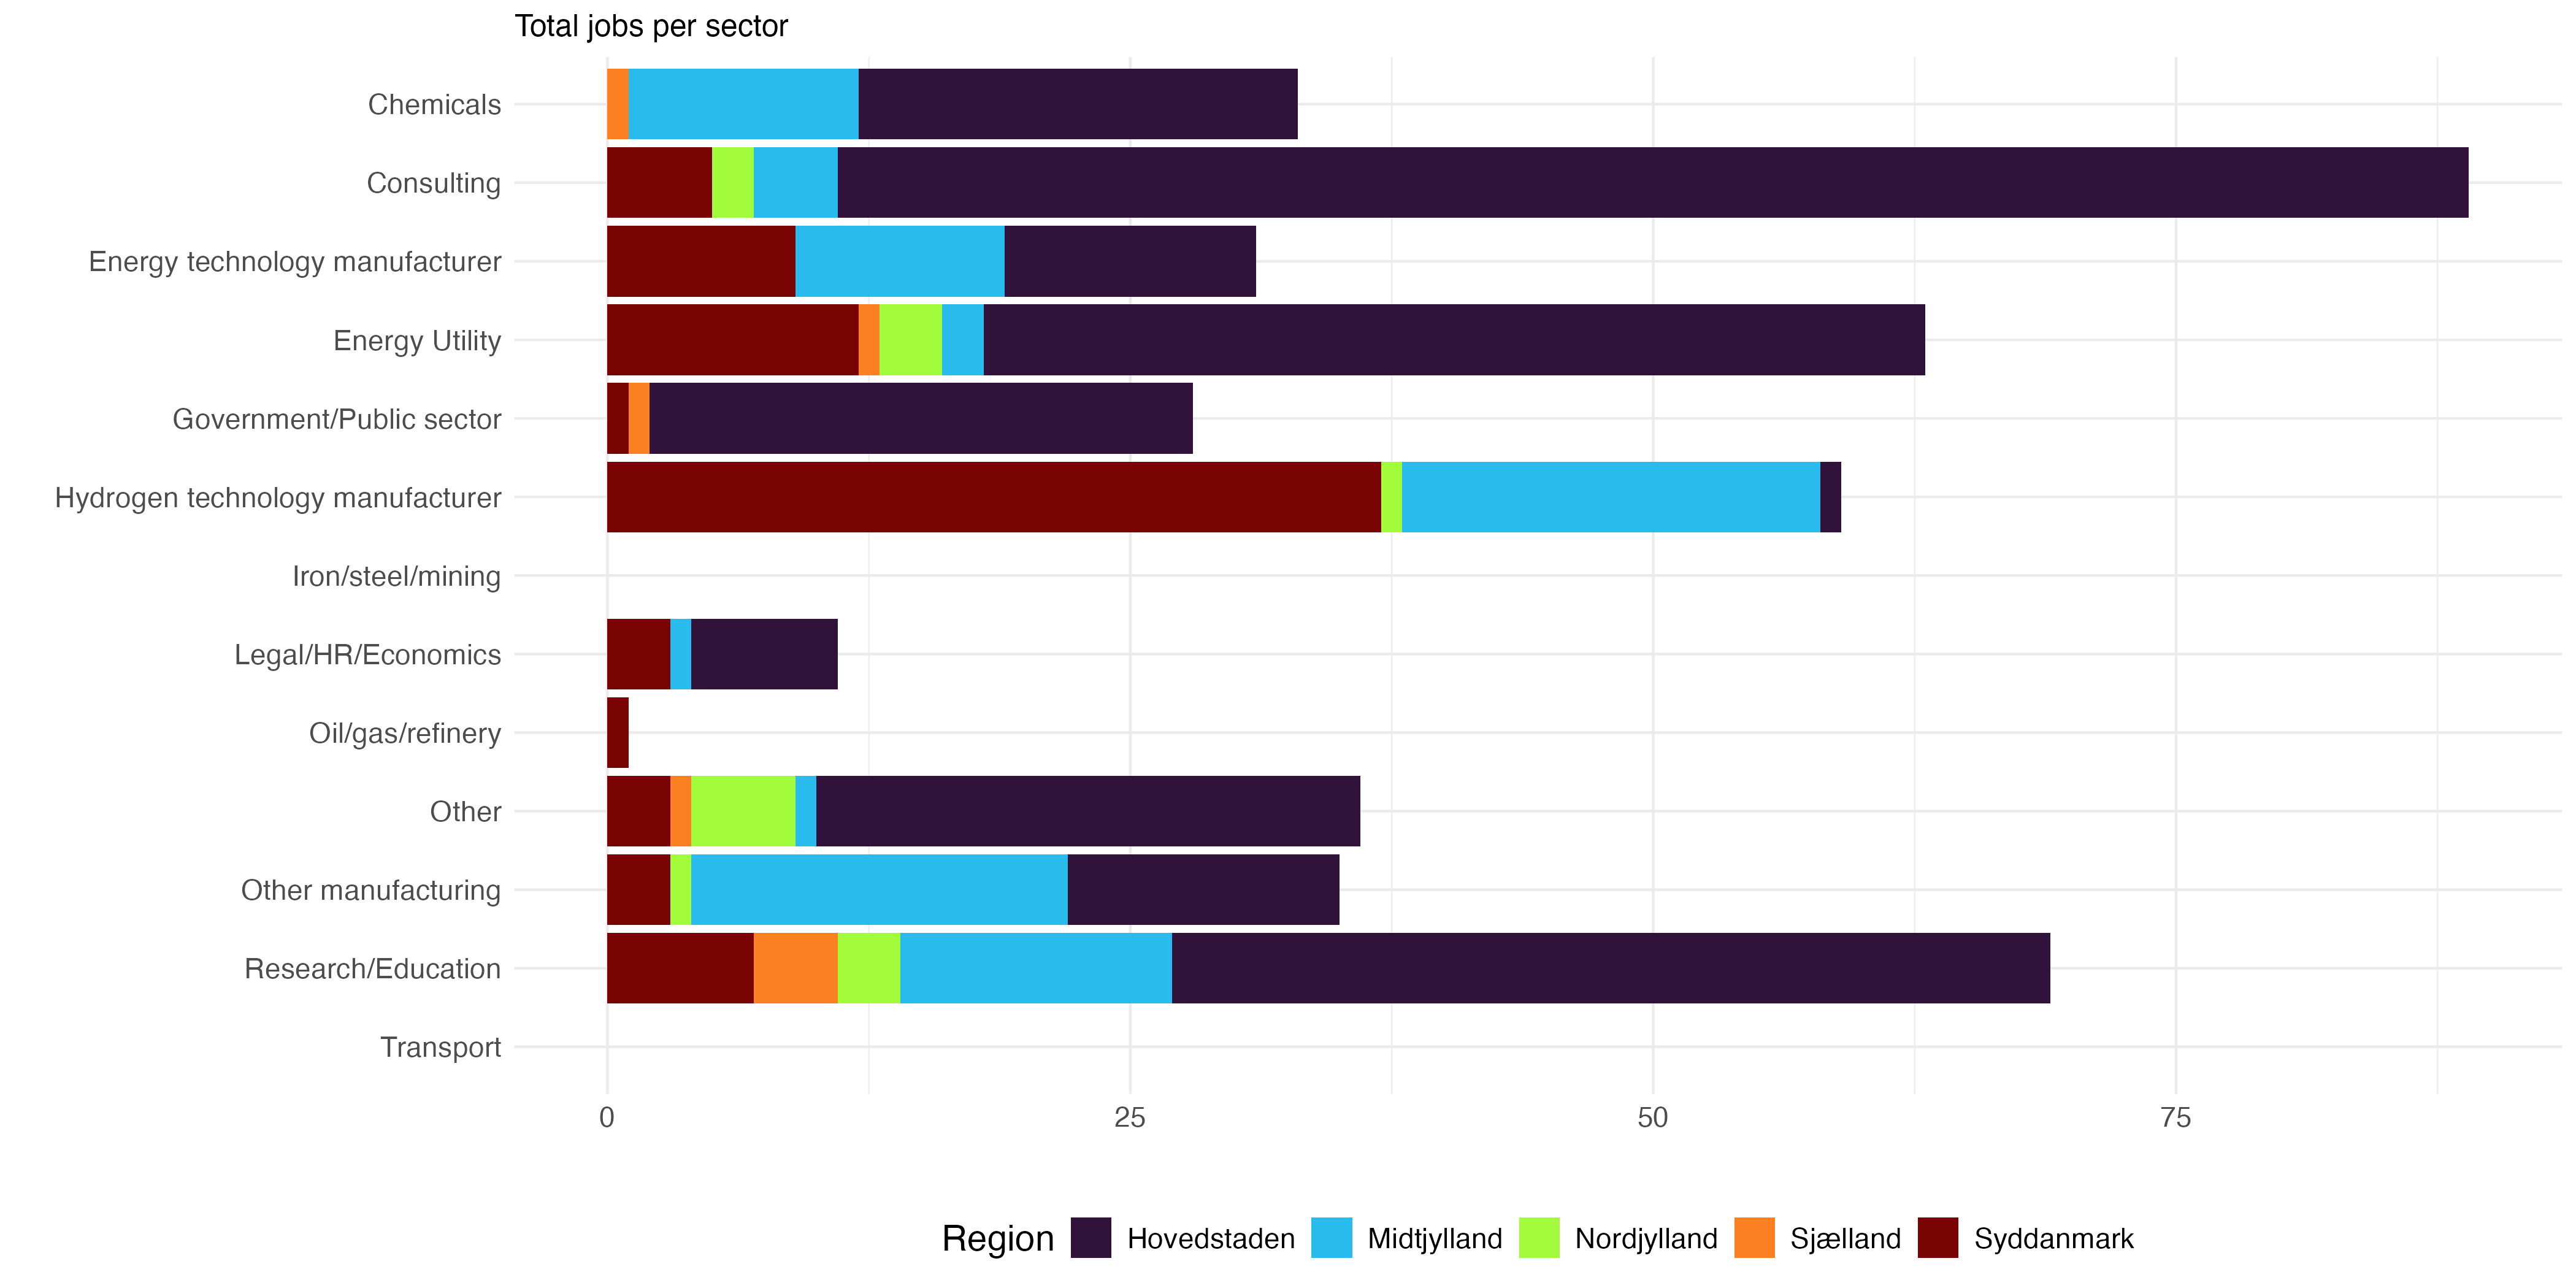 Total jobs per sector
Chemicals
Consulting
Energy technology manufacturer
Energy Utility
Government/Public sector
Hydrogen technology manufacturer
Iron/steel/mining
Legal/HR/Economics
Oil/gas/refinery
Other
Other manufacturing
Research/Education
Transport
0 25 50 75
Region Hovedstaden Midtjylland Nordjylland Sjælland Syddanmark